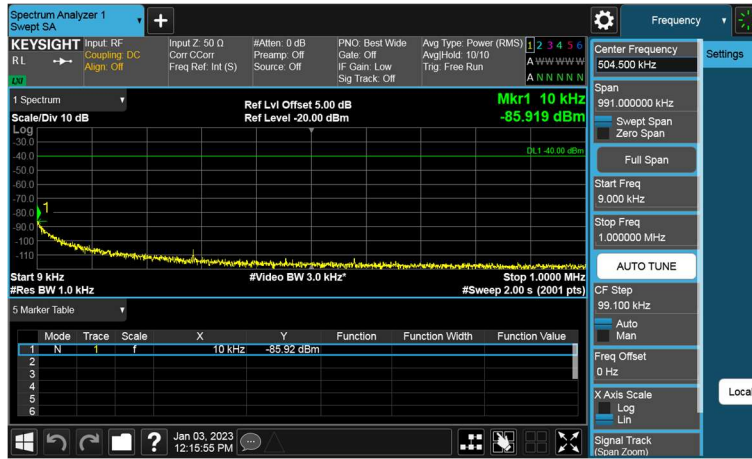 Spectrum Analyzer 1
Swept SA
+
Frequency
KEYSIGHT
RL
LXI
Input: RF
Coupling: DC
Align: Off
Input Z: 50 Ω
Corr CCorr
Freq Ref: Int (S)
#Atten: 0 dB
Preamp: Off
Source: Off
PNO: Best Wide
Gate: Off
IF Gain: Low
Sig Track: Off
Avg Type: Power (RMS)
Avg|Hold: 10/10
Trig: Free Run
1 2 3 4 5 6
A W W W W W
A N N N N N
1 Spectrum
Scale/Div 10 dB
Ref Lvl Offset 5.00 dB
Ref Level -20.00 dBm
Mkr1 10 kHz
-85.919 dBm
Log
-30.0
-40.0
-50.0
-60.0
-70.0
-80.0
-90.0
-100
-110
DL1 -40.00 dBm
1
Start 9 kHz
#Video BW 3.0 kHz*
Stop 1.0000 MHz
#Res BW 1.0 kHz
#Sweep 2.00 s (2001 pts)
5 Marker Table
Mode Trace Scale X Y Function Function Width Function Value
1 N 1 f 10 kHz -85.92 dBm
2
3
4
5
6
Jan 03, 2023
12:15:55 PM
Center Frequency
504.500 kHz
Settings
Span
991.000000 kHz
Swept Span
Zero Span
Full Span
Start Freq
9.000 kHz
Stop Freq
1.000000 MHz
AUTO TUNE
CF Step
99.100 kHz
Auto
Man
Freq Offset
0 Hz
X Axis Scale
Log
Lin
Local
Signal Track
(Span Zoom)